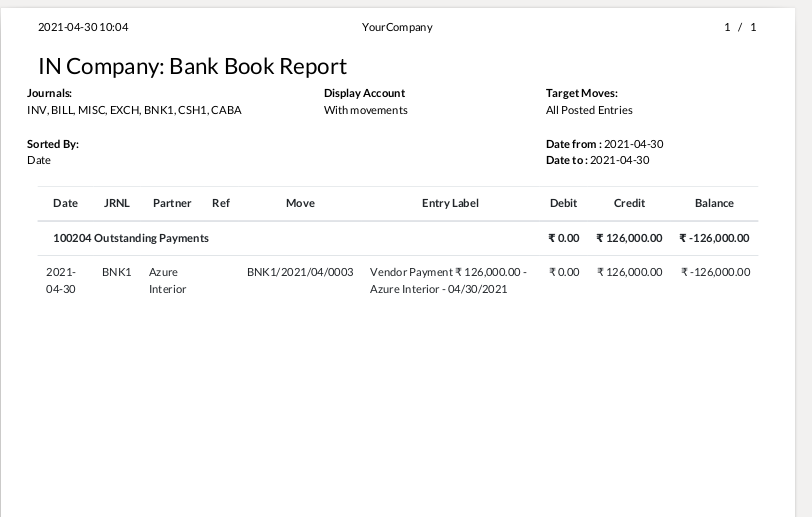 2021-04-30 10:04 YourCompany 1 / 1
IN Company: Bank Book Report
Journals: Display Account Target Moves:
INV, BILL, MISC, EXCH, BNK1, CSH1, CABA With movements All Posted Entries
Sorted By: Date from : 2021-04-30
Date Date to : 2021-04-30
Date JRNL Partner Ref Move Entry Label Debit Credit Balance
100204 Outstanding Payments ₹ 0.00 ₹ 126,000.00 ₹ -126,000.00
2021- BNK1 Azure BNK1/2021/04/0003 Vendor Payment ₹ 126,000.00 - ₹ 0.00 ₹ 126,000.00 ₹ -126,000.00
04-30 Interior Azure Interior - 04/30/2021